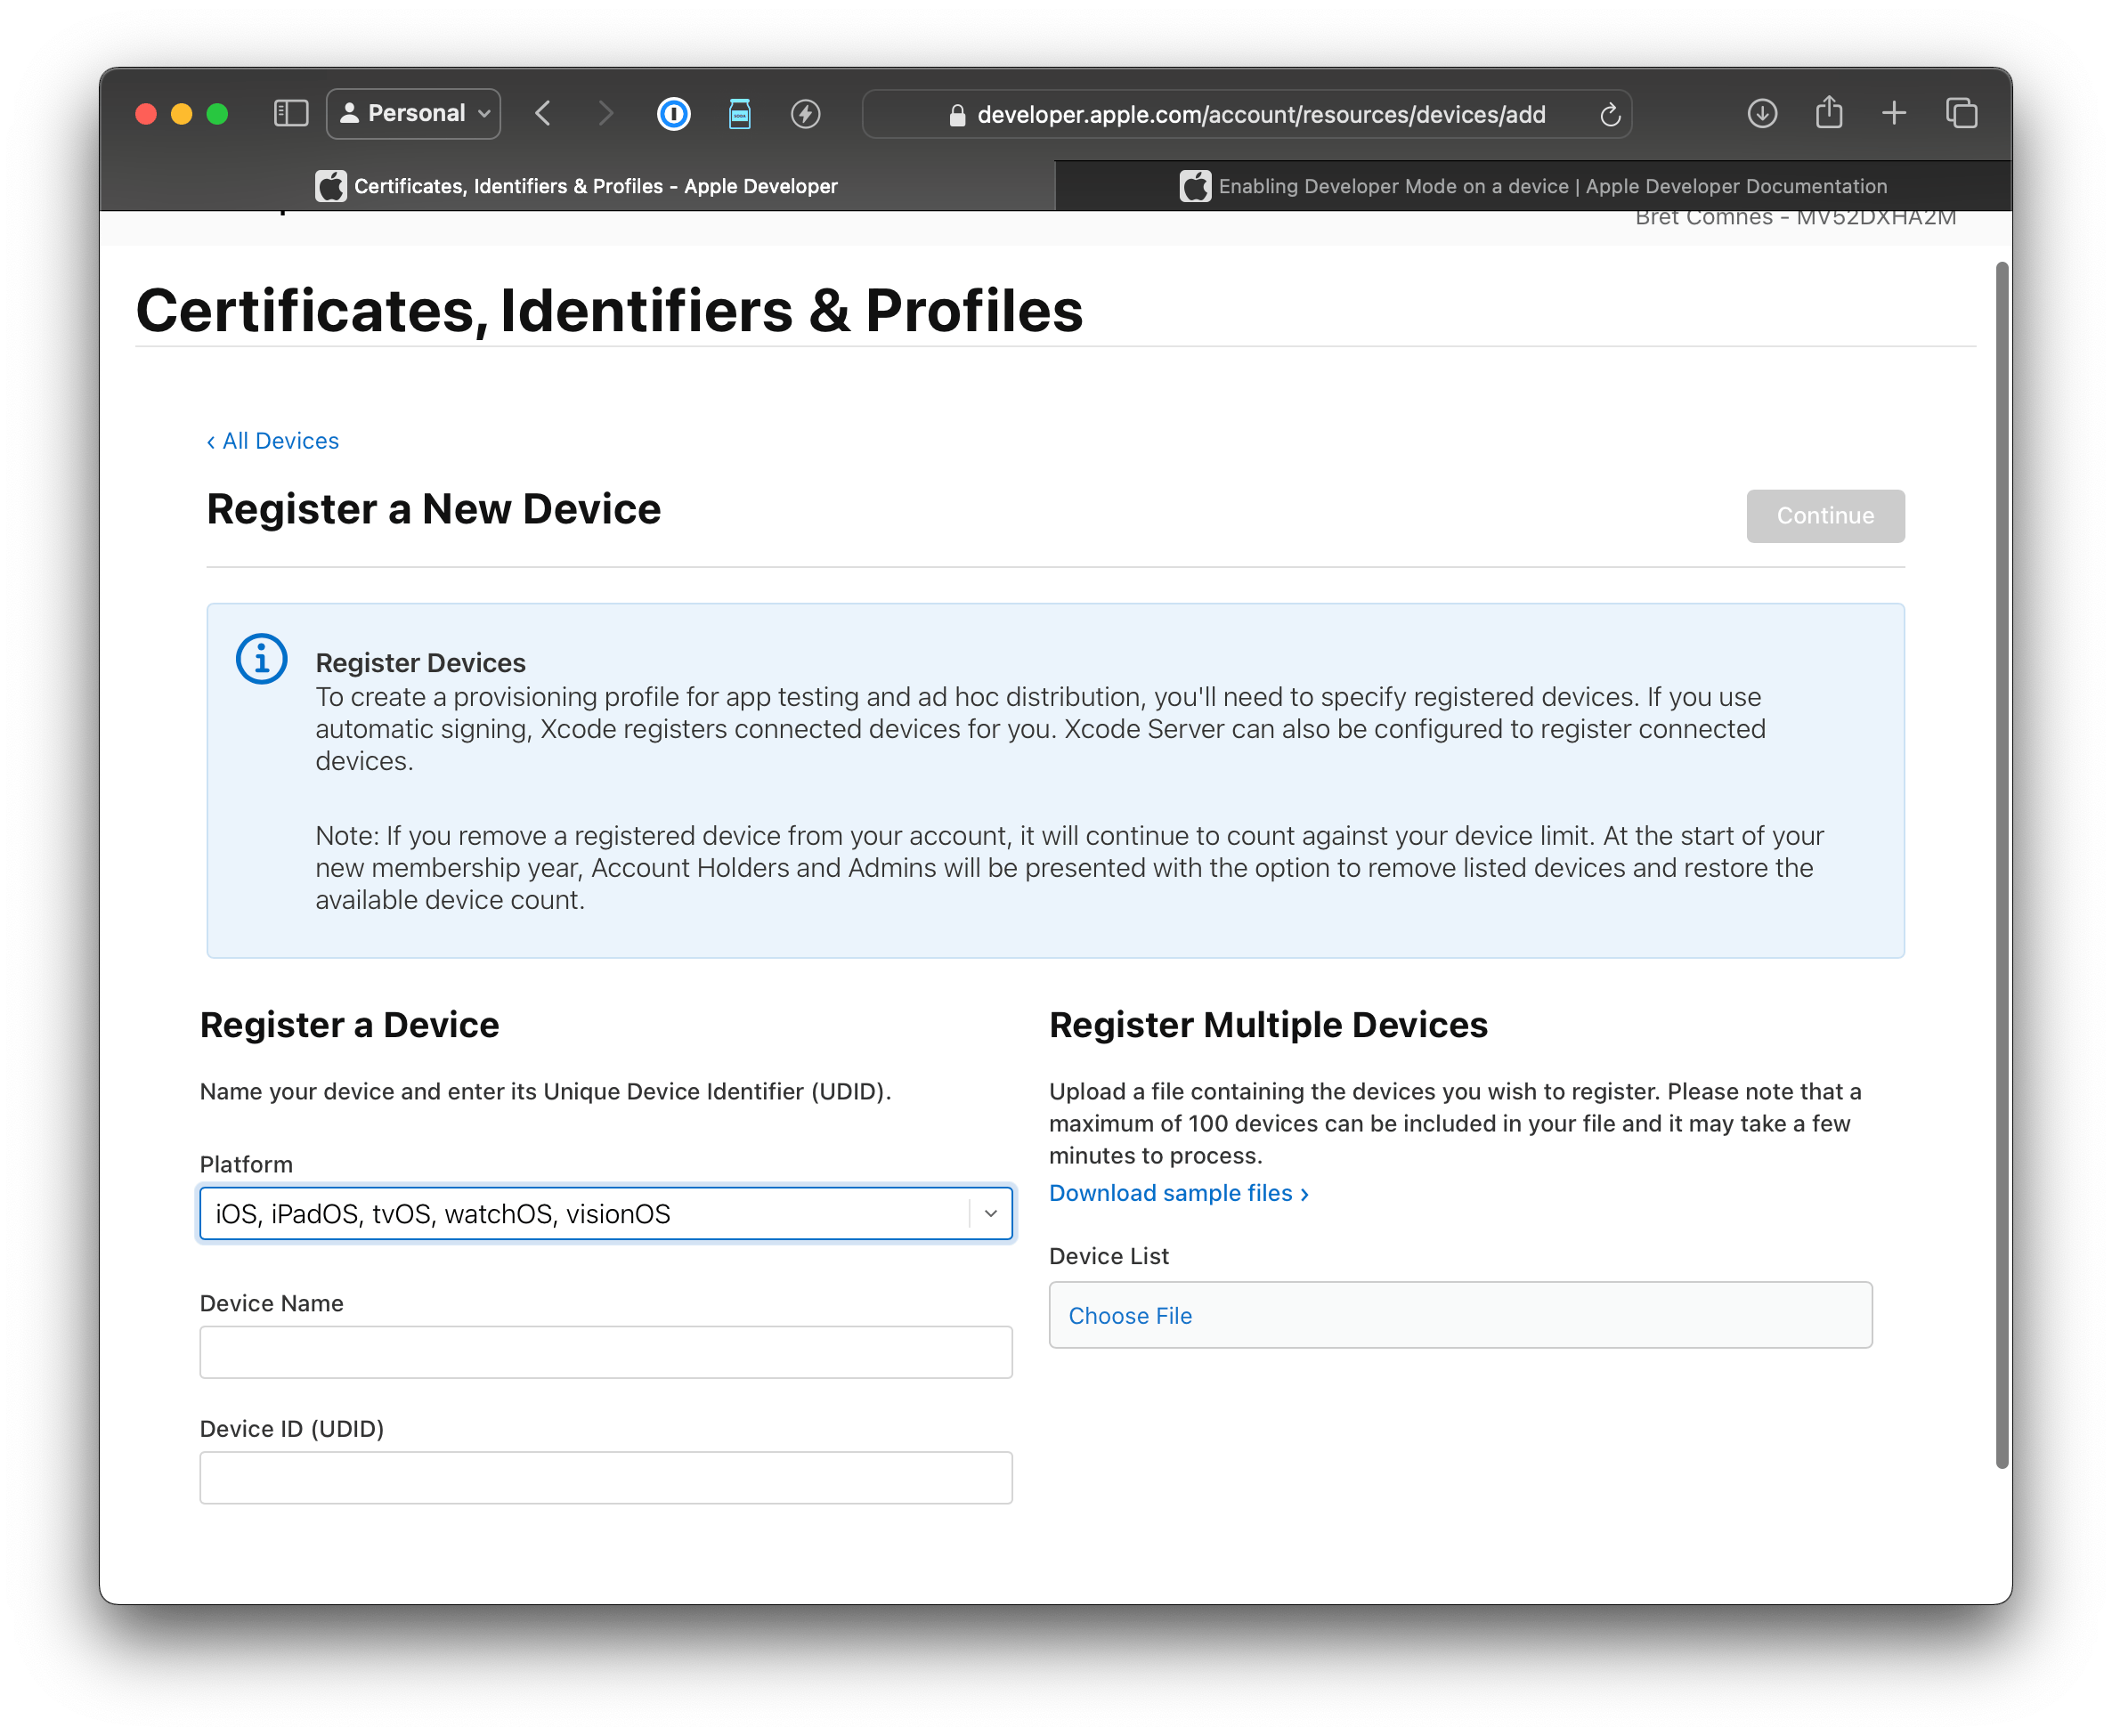 Personal
developer.apple.com/account/resources/devices/add
Certificates, Identifiers & Profiles - Apple Developer
Enabling Developer Mode on a device | Apple Developer Documentation
Bret Comnes - MV52DXHA2M
Certificates, Identifiers & Profiles
‹ All Devices
Register a New Device
Continue
Register Devices
To create a provisioning profile for app testing and ad hoc distribution, you'll need to specify registered devices. If you use
automatic signing, Xcode registers connected devices for you. Xcode Server can also be configured to register connected
devices.
Note: If you remove a registered device from your account, it will continue to count against your device limit. At the start of your
new membership year, Account Holders and Admins will be presented with the option to remove listed devices and restore the
available device count.
Register a Device
Name your device and enter its Unique Device Identifier (UDID).
Platform
iOS, iPadOS, tvOS, watchOS, visionOS
Device Name
Device ID (UDID)
Register Multiple Devices
Upload a file containing the devices you wish to register. Please note that a
maximum of 100 devices can be included in your file and it may take a few
minutes to process.
Download sample files ›
Device List
Choose File